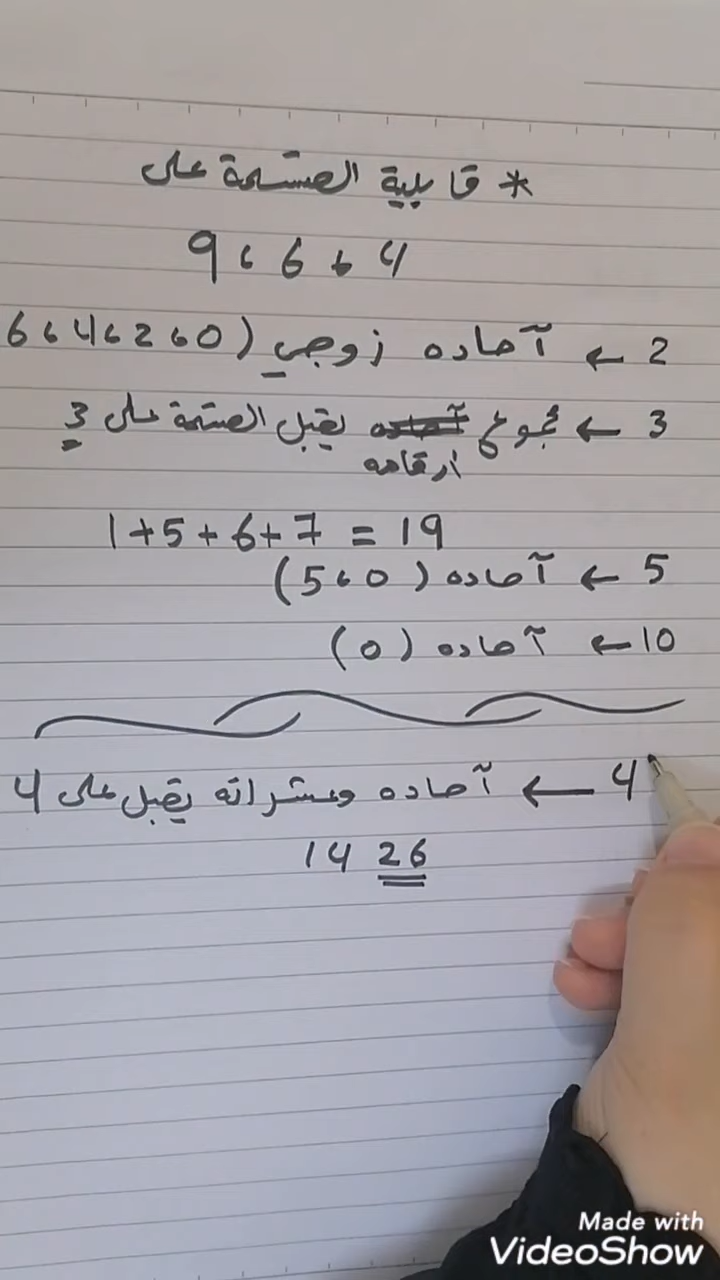 * قابلية القسمة على
4 ، 6 ، 9
2 ← آحاده زوجي (0،2،4،6
3 ← مجموع آحاده يقبل القسمة على 3
أرقامه
1+5+6+7 = 19
5 ← آحاده (0،5)
10 ← آحاده (0)
4 ← آحاده وعشراته يقبل على 4
1426
Made with
VideoShow